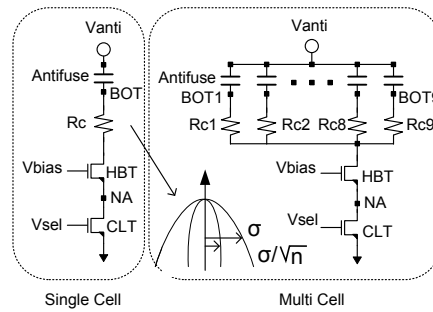 Vanti
Antifuse
BOT
Rc
Vbias
HBT
NA
Vsel
CLT
Single Cell
σ
σ/√n
Vanti
Antifuse
BOT1
BOT9
Rc1
Rc2
Rc8
Rc9
Vbias
HBT
NA
Vsel
CLT
Multi Cell